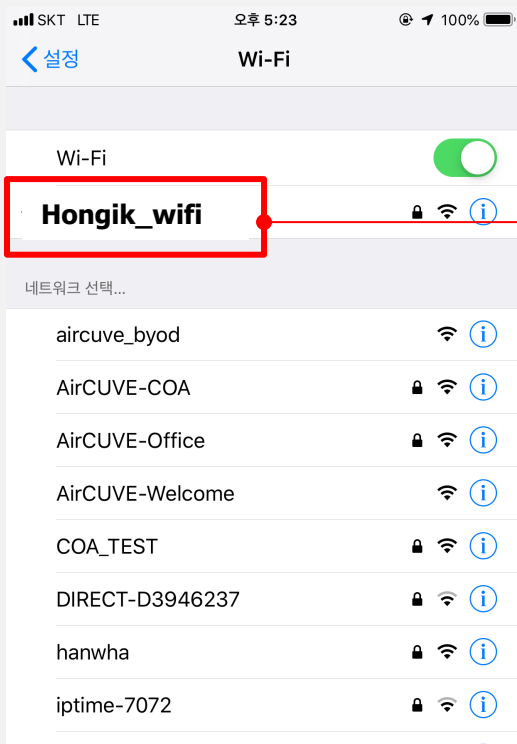 SKT LTE 오후 5:23 100%
설정 Wi-Fi
Wi-Fi
Hongik_wifi
네트워크 선택...
aircuve_byod
AirCUVE-COA
AirCUVE-Office
AirCUVE-Welcome
COA_TEST
DIRECT-D3946237
hanwha
iptime-7072